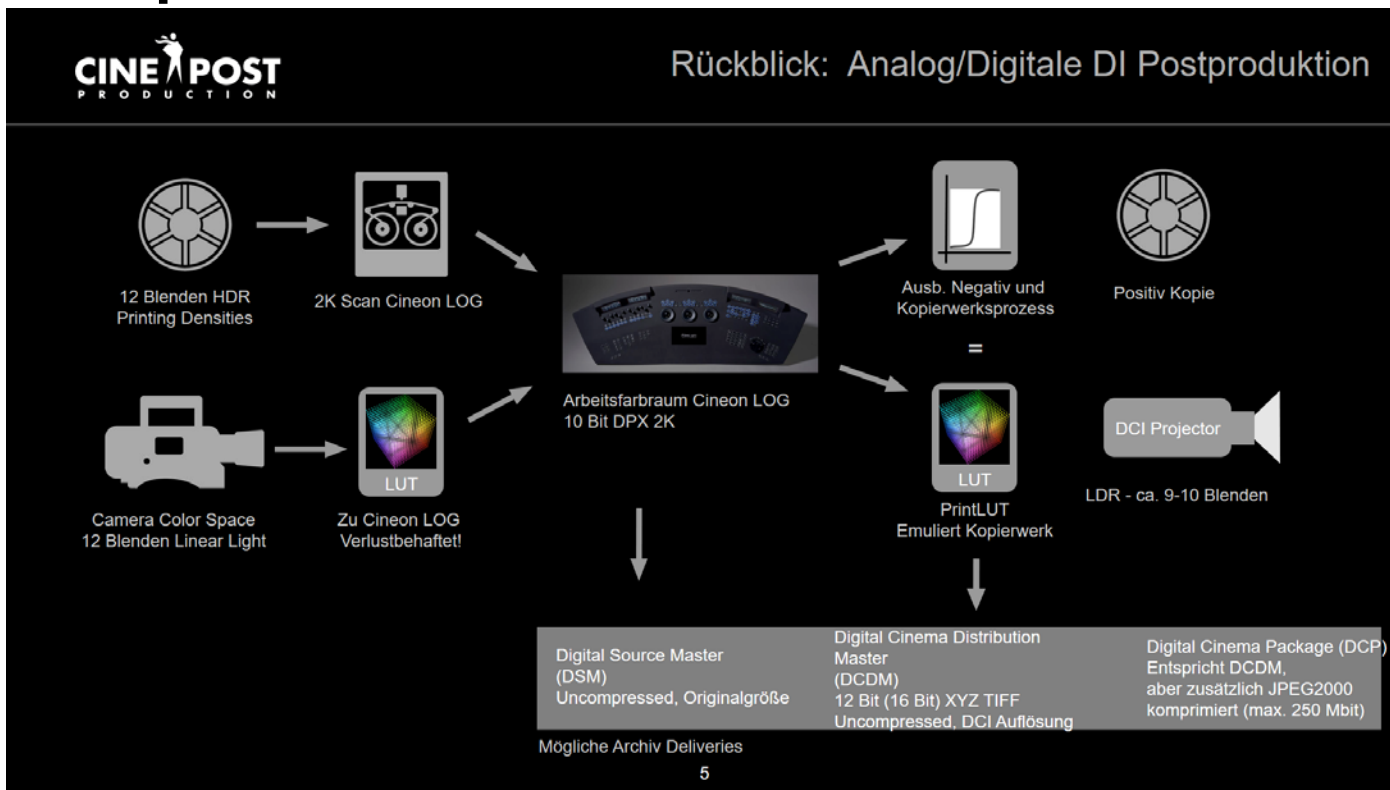 CINE POST
PRODUCTION
Rückblick: Analog/Digitale DI Postproduktion
12 Blenden HDR
Printing Densities
2K Scan Cineon LOG
Ausb. Negativ und
Kopierwerksprozess
Positiv Kopie
=
Arbeitsfarbraum Cineon LOG
10 Bit DPX 2K
LUT
Camera Color Space
12 Blenden Linear Light
Zu Cineon LOG
Verlustbehaftet!
LUT
PrintLUT
Emuliert Kopierwerk
DCI Projector
LDR - ca. 9-10 Blenden
Digital Source Master
(DSM)
Uncompressed, Originalgröße
Digital Cinema Distribution
Master
(DCDM)
12 Bit (16 Bit) XYZ TIFF
Uncompressed, DCI Auflösung
Digital Cinema Package (DCP)
Entspricht DCDM,
aber zusätzlich JPEG2000
komprimiert (max. 250 Mbit)
Mögliche Archiv Deliveries
5